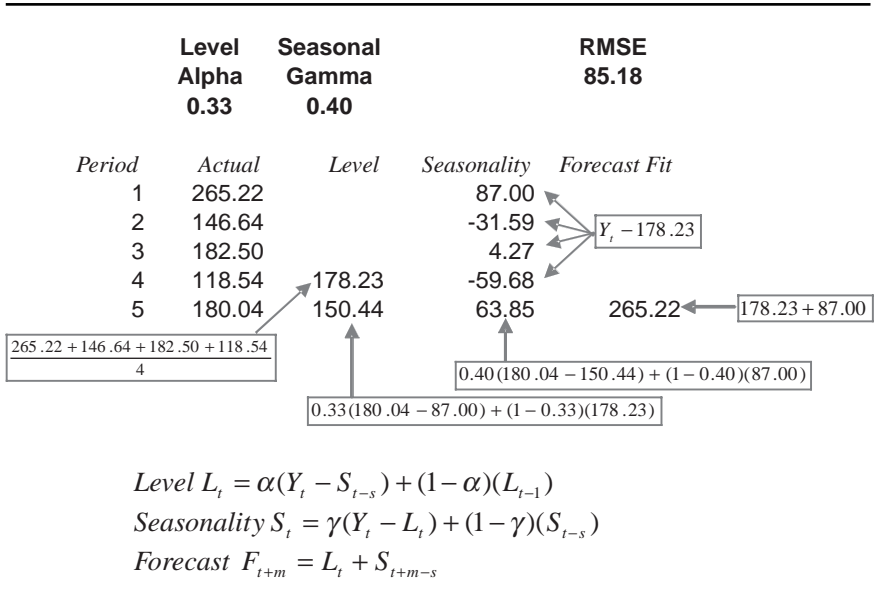 Level Seasonal RMSE
Alpha Gamma 85.18
0.33 0.40
Period Actual Level Seasonality Forecast Fit
1 265.22 87.00
2 146.64 -31.59
Y_t − 178.23
3 182.50 4.27
4 118.54 178.23 -59.68
5 180.04 150.44 63.85 265.22 178.23 + 87.00
265.22 + 146.64 + 182.50 + 118.54
4
0.40(180.04 − 150.44) + (1 − 0.40)(87.00)
0.33(180.04 − 87.00) + (1 − 0.33)(178.23)
Level L_t = α(Y_t − S_{t−s}) + (1 − α)(L_{t−1})
Seasonality S_t = γ(Y_t − L_t) + (1 − γ)(S_{t−s})
Forecast F_{t+m} = L_t + S_{t+m−s}